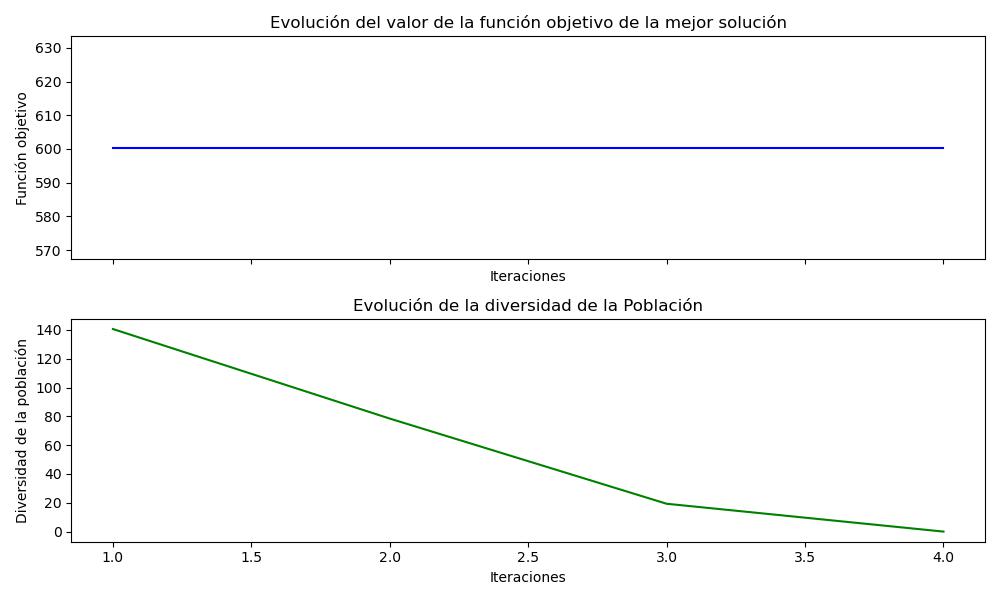 Evolución del valor de la función objetivo de la mejor solución
Función objetivo
630
620
610
600
590
580
570
Iteraciones
Evolución de la diversidad de la Población
Diversidad de la población
140
120
100
80
60
40
20
0
1.0 1.5 2.0 2.5 3.0 3.5 4.0
Iteraciones